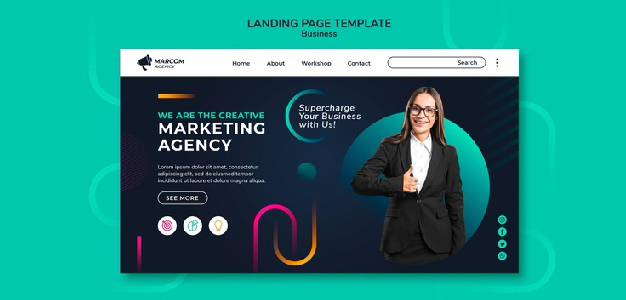 LANDING PAGE TEMPLATE
Business
MARCOM
AGENCY
Home About Workshop Contact Search
WE ARE THE CREATIVE
MARKETING
AGENCY
Supercharge
Your Business
with Us!
Lorem ipsum dolor sit amet, consectetur
adipiscing elit, sed do eiusmod tempor
incididunt ut labore et dolore magna aliqua.
SEE MORE